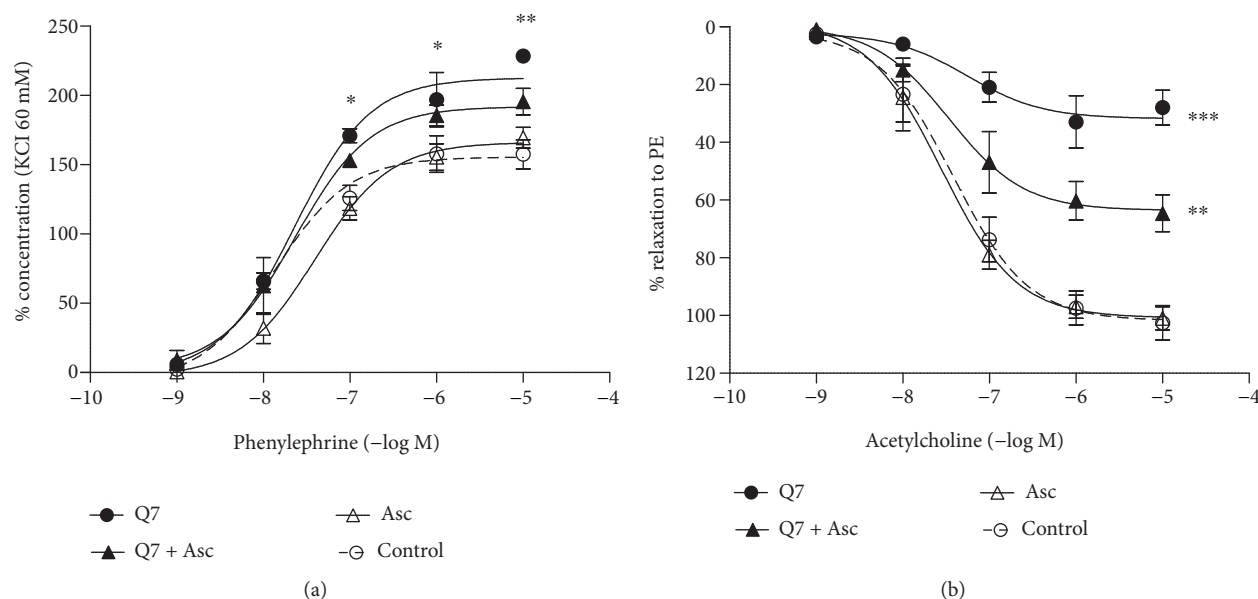 250
200
150
100
50
0
% concentration (KCI 60 mM)
* * **
−10 −9 −8 −7 −6 −5 −4
Phenylephrine (−log M)
Q7 Asc
Q7 + Asc Control
(a)
0
20
40
60
80
100
120
% relaxation to PE
***
**
−10 −9 −8 −7 −6 −5 −4
Acetylcholine (−log M)
Q7 Asc
Q7 + Asc Control
(b)